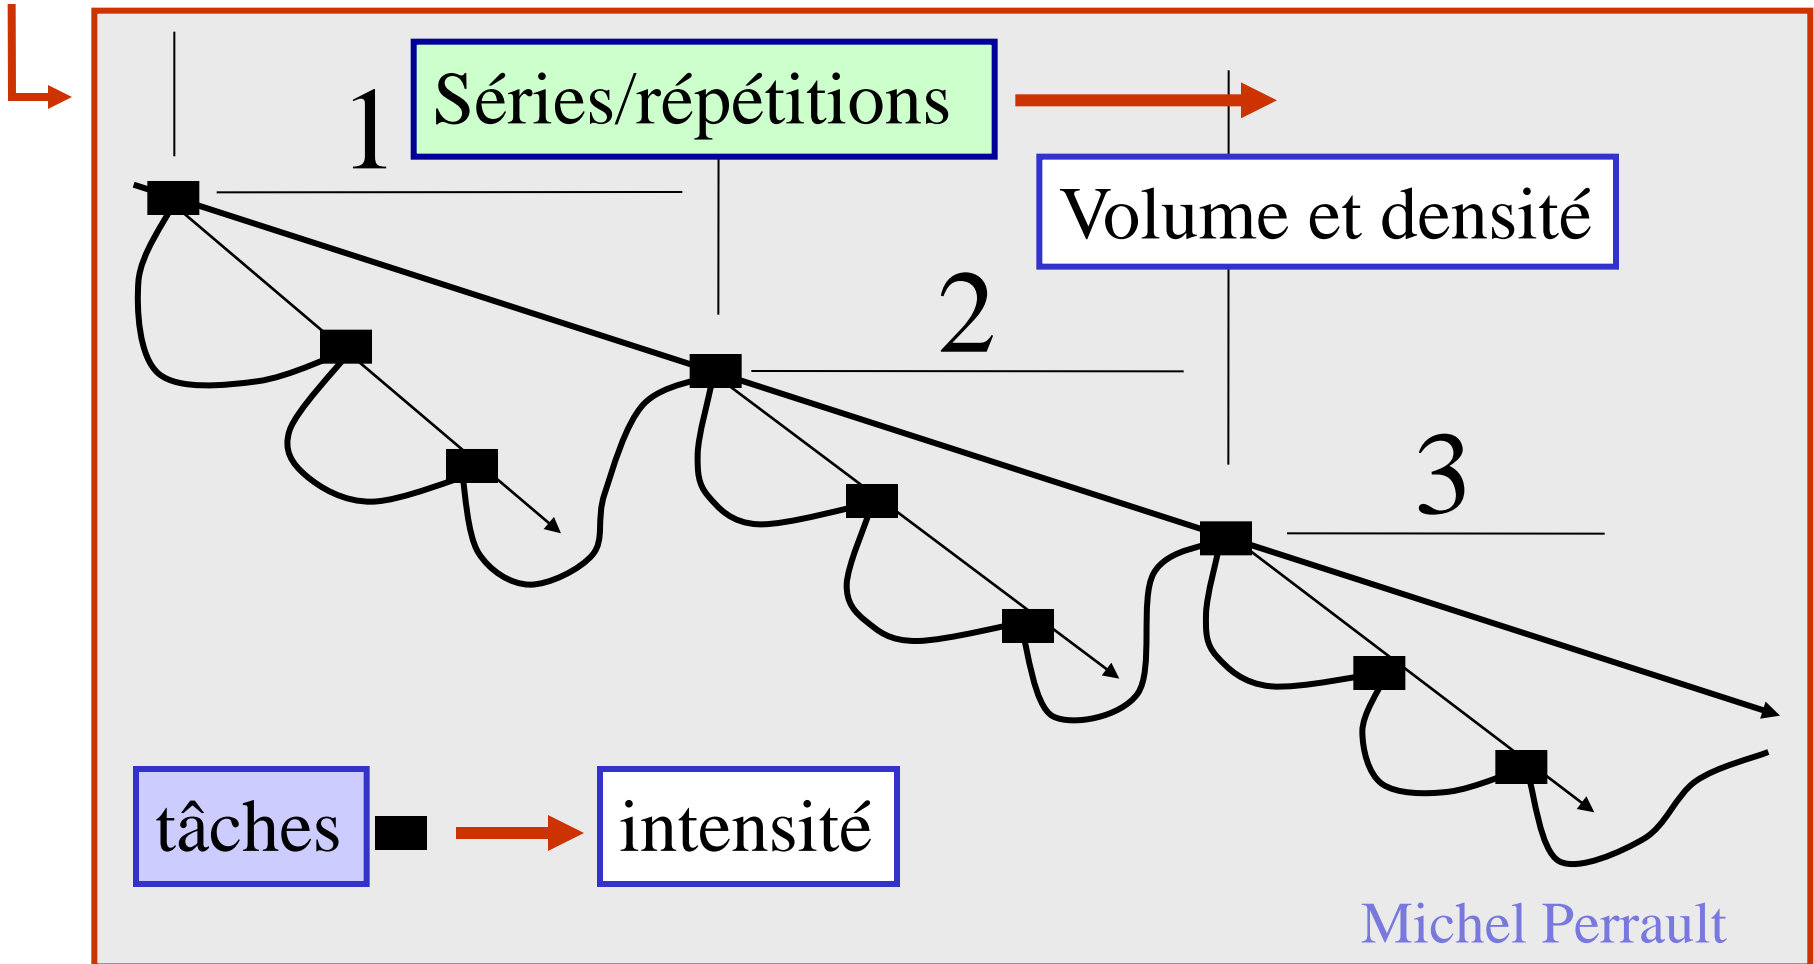 1
Séries/répétitions
Volume et densité
2
3
tâches
intensité
Michel Perrault